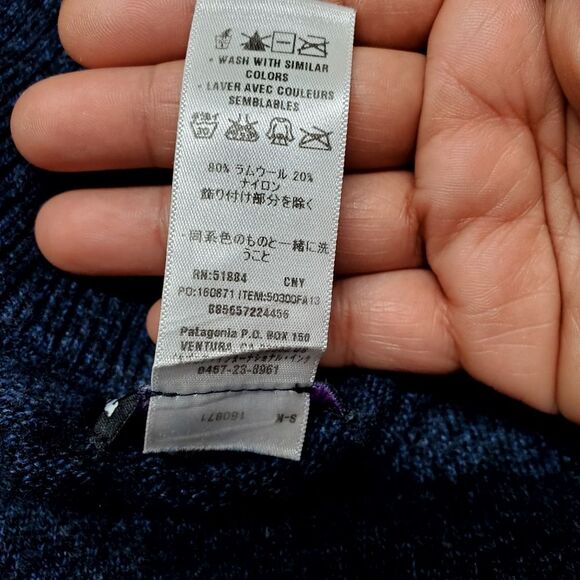 • WASH WITH SIMILAR
COLORS
• LAVER AVEC COULEURS
SEMBLABLES
80% ラムウール 20%
ナイロン
飾り付け部分を除く
同系色のものと一緒に洗
うこと
RN:51884 CNY
PO:160871 ITEM:50300FA13
885657224456
Patagonia P.O. BOX 150
VENTURA
0457-23-8961
S-K 160871